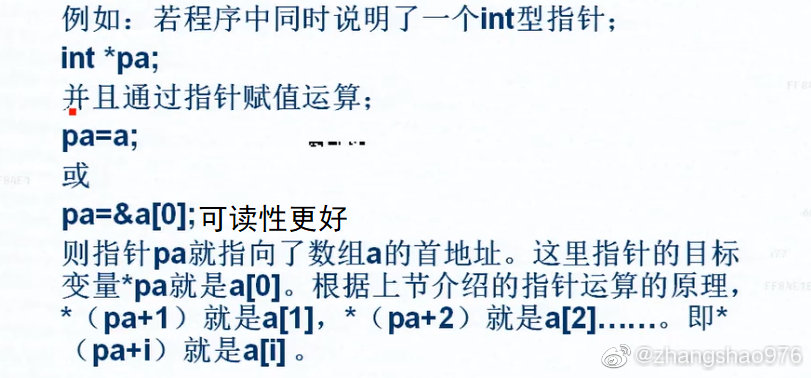 例如：若程序中同时说明了一个int型指针；
int *pa;
并且通过指针赋值运算；
pa=a;
或
pa=&a[0];可读性更好
则指针pa就指向了数组a的首地址。这里指针的目标
变量*pa就是a[0]。根据上节介绍的指针运算的原理，
*（pa+1）就是a[1]，*（pa+2）就是a[2]……。即*
（pa+i）就是a[i] 。
@zhangshao976